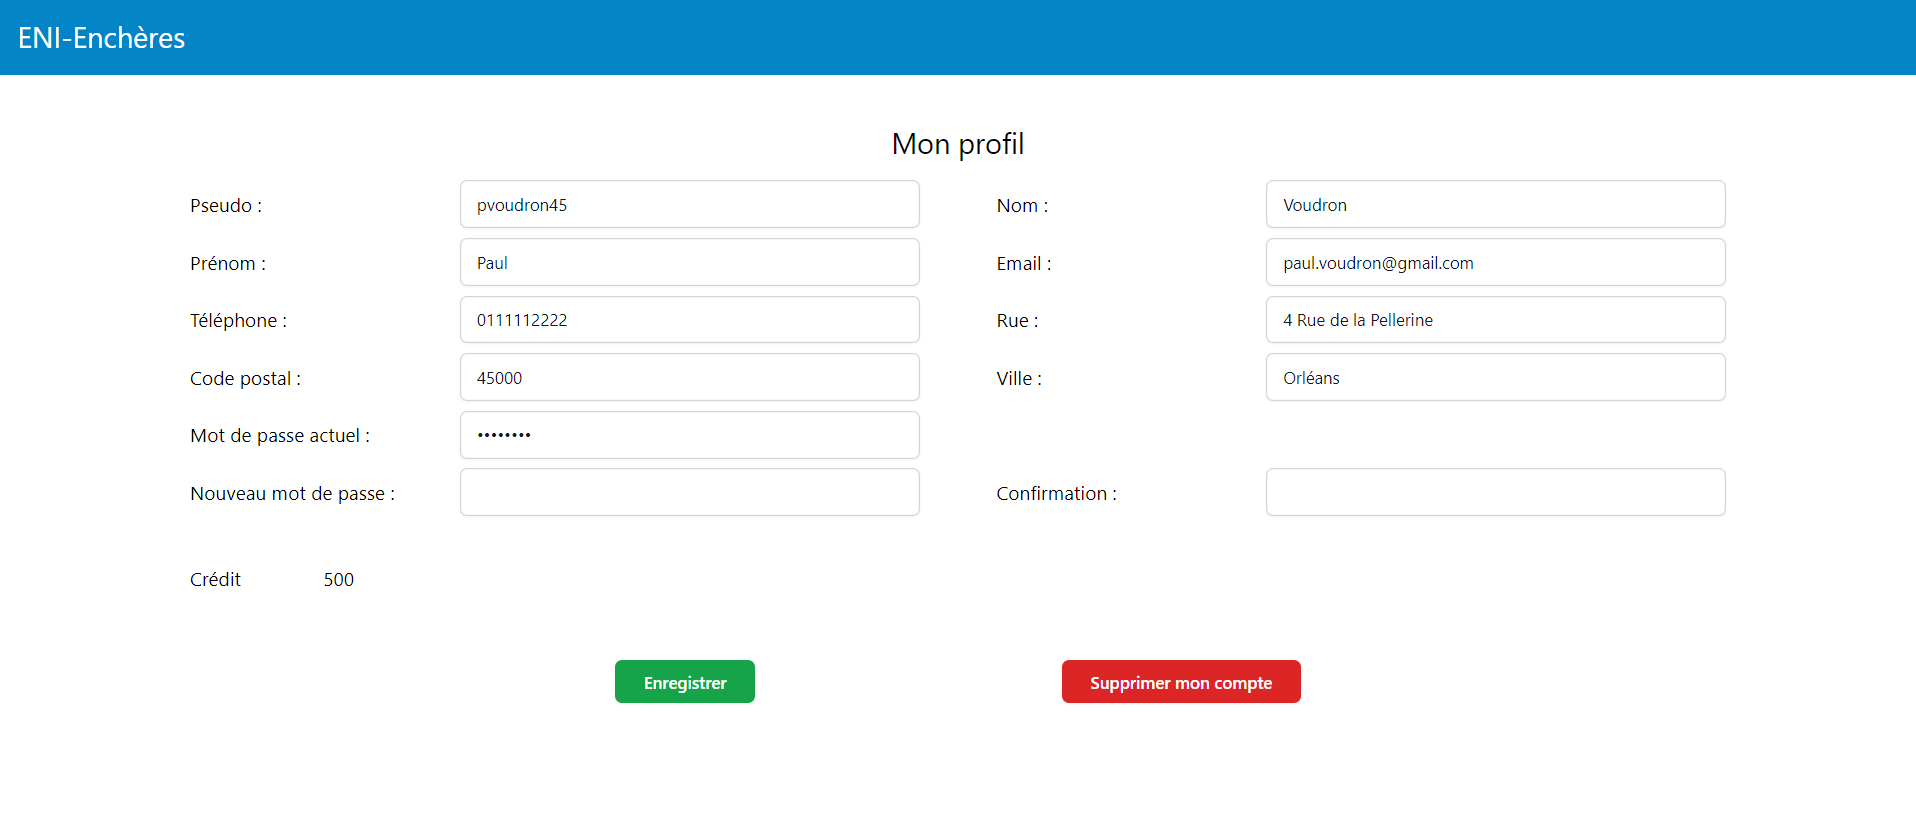 ENI-Enchères
Mon profil
Pseudo : pvoudron45 Nom : Voudron
Prénom : Paul Email : paul.voudron@gmail.com
Téléphone : 0111112222 Rue : 4 Rue de la Pellerine
Code postal : 45000 Ville : Orléans
Mot de passe actuel : ••••••••
Nouveau mot de passe : Confirmation :
Crédit 500
Enregistrer Supprimer mon compte